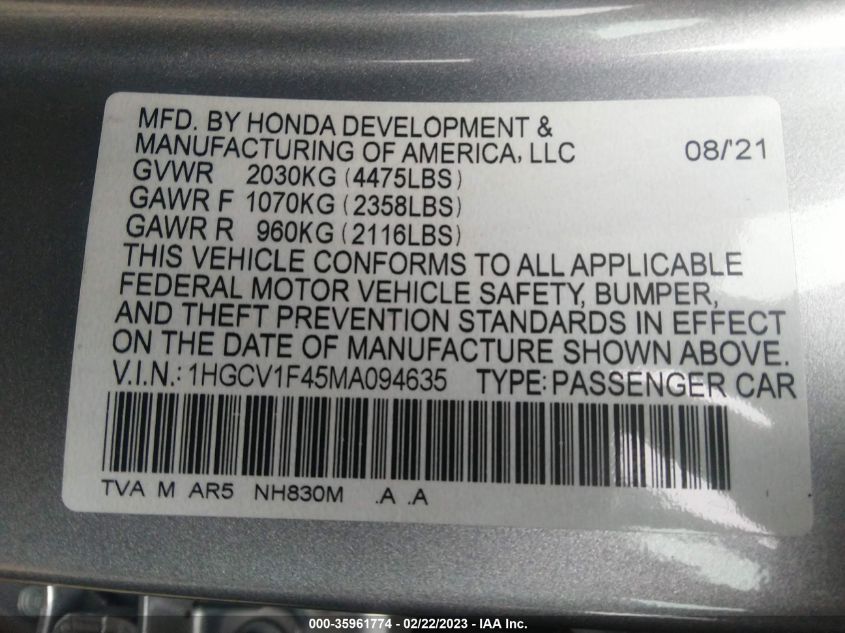 MFD. BY HONDA DEVELOPMENT &
MANUFACTURING OF AMERICA, LLC 08/'21
GVWR 2030KG (4475LBS)
GAWR F 1070KG (2358LBS)
GAWR R 960KG (2116LBS)
THIS VEHICLE CONFORMS TO ALL APPLICABLE
FEDERAL MOTOR VEHICLE SAFETY, BUMPER,
AND THEFT PREVENTION STANDARDS IN EFFECT
ON THE DATE OF MANUFACTURE SHOWN ABOVE.
V.I.N.: 1HGCV1F45MA094635 TYPE: PASSENGER CAR
TVA M AR5 NH830M .A .A
000-35961774 - 02/22/2023 - IAA Inc.